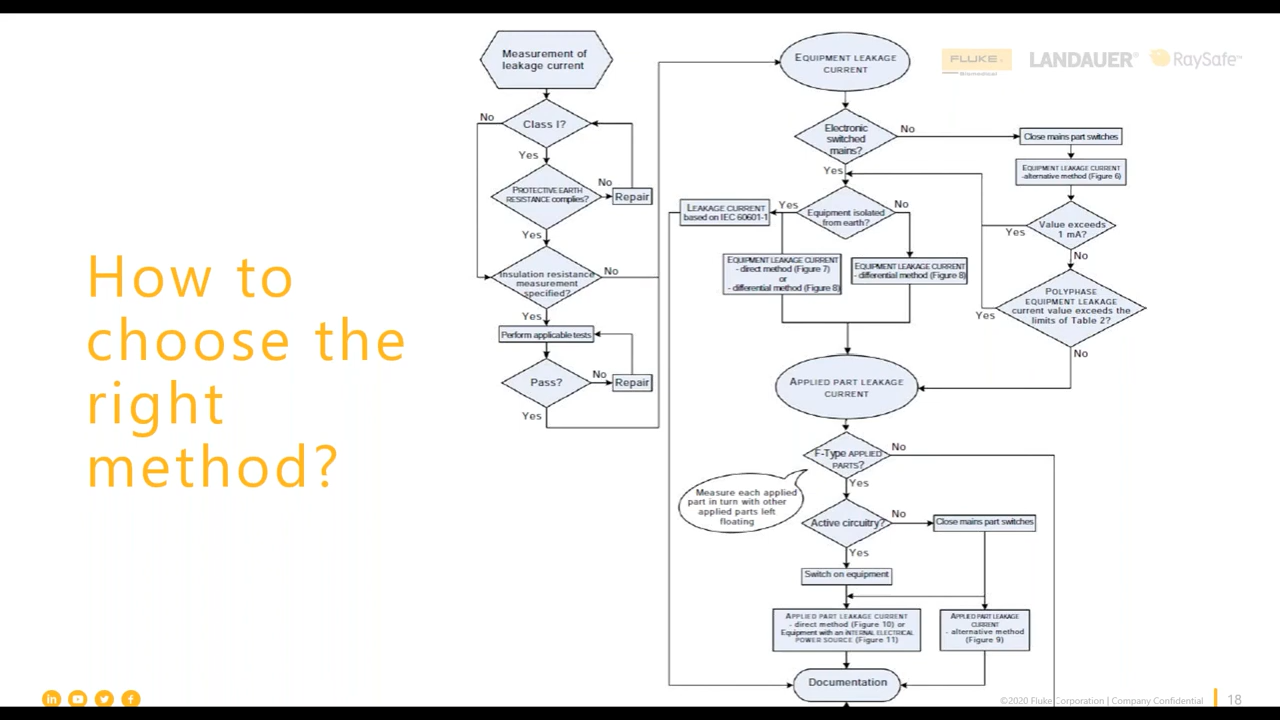 How to
choose the
right
method?
Measurement of
leakage current
Class I?
No
Yes
PROTECTIVE EARTH
RESISTANCE complies?
No
Repair
Yes
Insulation resistance
measurement
specified?
No
Yes
Perform applicable tests
Pass?
No
Repair
Yes
EQUIPMENT LEAKAGE
CURRENT
FLUKE
Biomedical
LANDAUER®
RaySafe™
Electronic
switched
mains?
No
Close mains part switches
Yes
EQUIPMENT LEAKAGE CURRENT
-alternative method (Figure 6)
LEAKAGE CURRENT
based on IEC 60601-1
Yes
Equipment isolated
from earth?
No
Value exceeds
1 mA?
Yes
No
EQUIPMENT LEAKAGE CURRENT
- direct method (Figure 7)
or
- differential method (Figure 8)
EQUIPMENT LEAKAGE CURRENT
- differential method (Figure 8)
POLYPHASE
EQUIPMENT LEAKAGE
current value exceeds the
limits of Table 2?
Yes
No
APPLIED PART LEAKAGE
CURRENT
F-Type APPLIED
PARTS?
No
Yes
Measure each applied
part in turn with other
applied parts left
floating
Active circuitry?
No
Close mains part switches
Yes
Switch on equipment
APPLIED PART LEAKAGE CURRENT
- direct method (Figure 10) or
Equipment with an INTERNAL ELECTRICAL
POWER SOURCE (Figure 11)
APPLIED PART LEAKAGE
CURRENT
- alternative method
(Figure 9)
Documentation
©2020 Fluke Corporation | Company Confidential
18